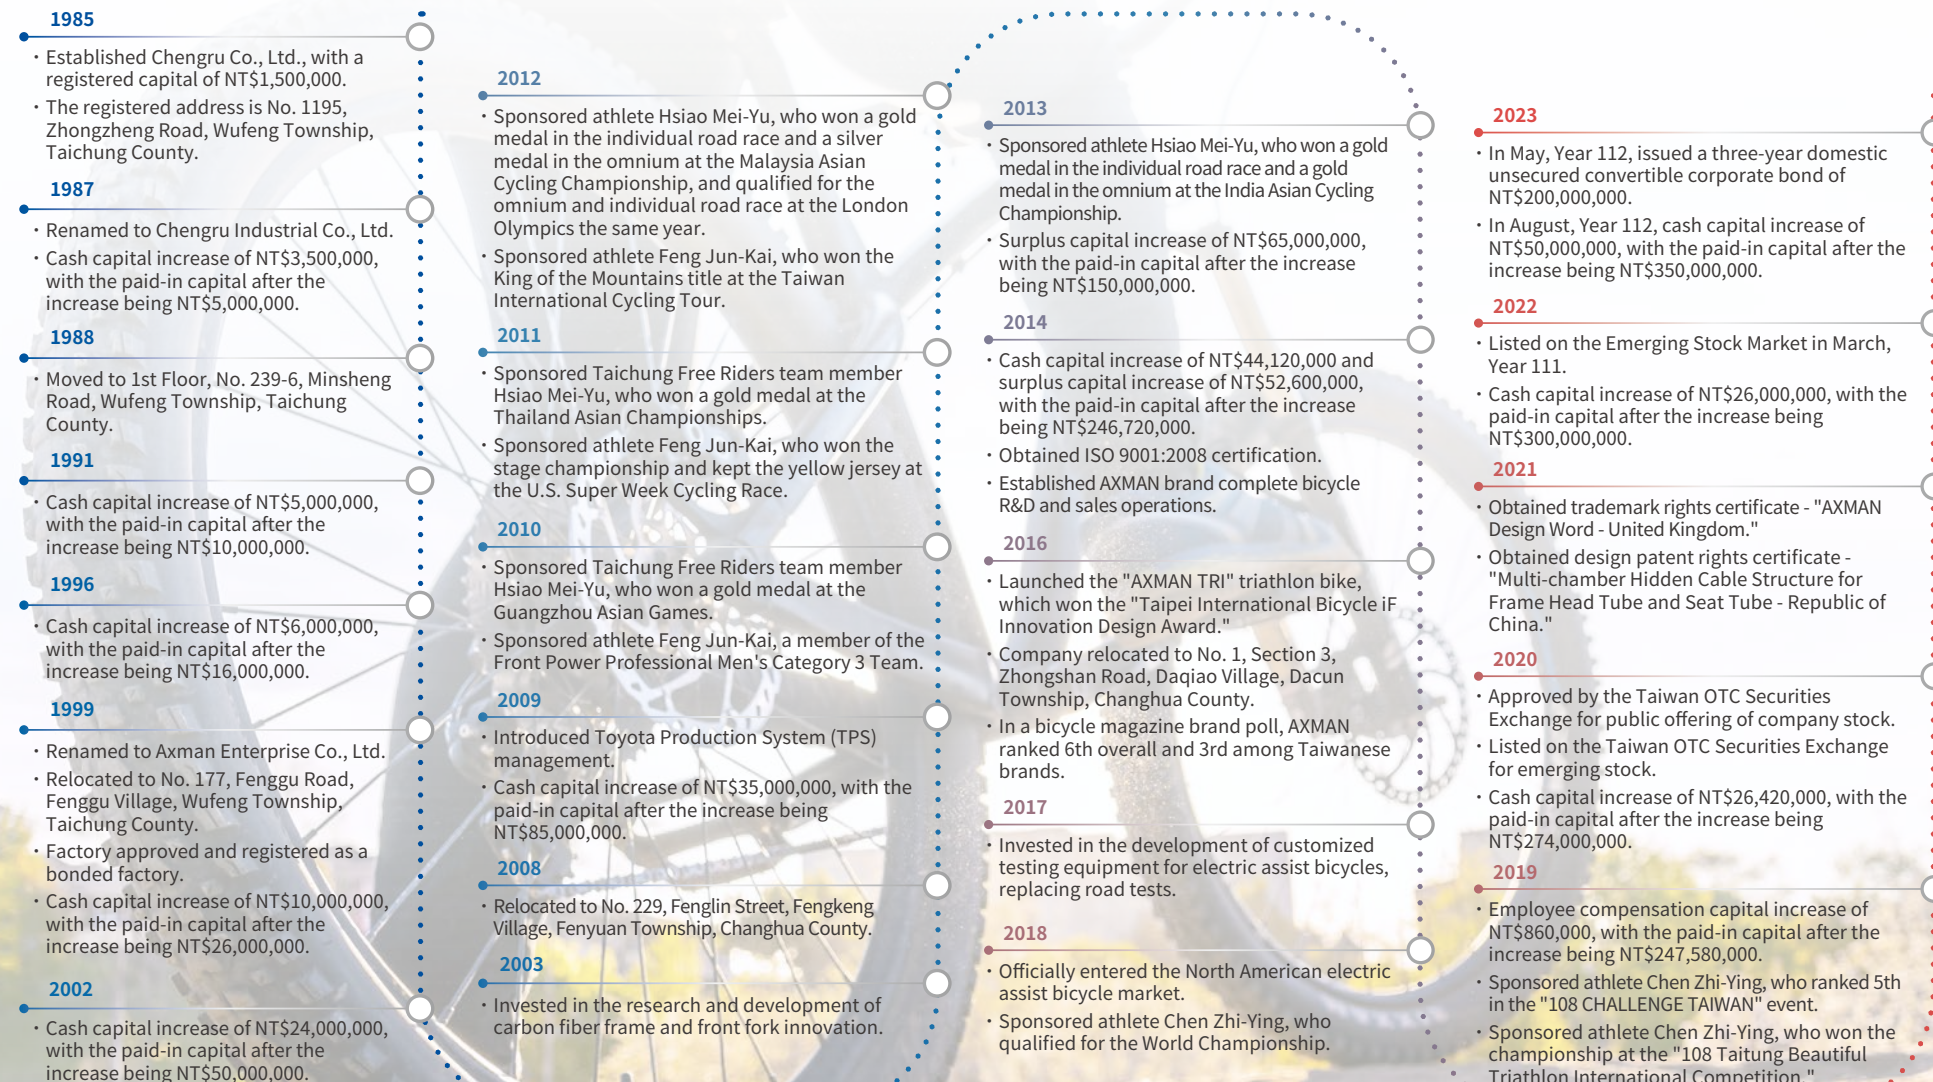 1985
· Established Chengru Co., Ltd., with a
registered capital of NT$1,500,000.
· The registered address is No. 1195,
Zhongzheng Road, Wufeng Township,
Taichung County.
1987
· Renamed to Chengru Industrial Co., Ltd.
· Cash capital increase of NT$3,500,000,
with the paid-in capital after the
increase being NT$5,000,000.
1988
· Moved to 1st Floor, No. 239-6, Minsheng
Road, Wufeng Township, Taichung
County.
1991
· Cash capital increase of NT$5,000,000,
with the paid-in capital after the
increase being NT$10,000,000.
1996
· Cash capital increase of NT$6,000,000,
with the paid-in capital after the
increase being NT$16,000,000.
1999
· Renamed to Axman Enterprise Co., Ltd.
· Relocated to No. 177, Fenggu Road,
Fenggu Village, Wufeng Township,
Taichung County.
· Factory approved and registered as a
bonded factory.
· Cash capital increase of NT$10,000,000,
with the paid-in capital after the
increase being NT$26,000,000.
2002
· Cash capital increase of NT$24,000,000,
with the paid-in capital after the
increase being NT$50,000,000.
2012
· Sponsored athlete Hsiao Mei-Yu, who won a gold
medal in the individual road race and a silver
medal in the omnium at the Malaysia Asian
Cycling Championship, and qualified for the
omnium and individual road race at the London
Olympics the same year.
· Sponsored athlete Feng Jun-Kai, who won the
King of the Mountains title at the Taiwan
International Cycling Tour.
2011
· Sponsored Taichung Free Riders team member
Hsiao Mei-Yu, who won a gold medal at the
Thailand Asian Championships.
· Sponsored athlete Feng Jun-Kai, who won the
stage championship and kept the yellow jersey at
the U.S. Super Week Cycling Race.
2010
· Sponsored Taichung Free Riders team member
Hsiao Mei-Yu, who won a gold medal at the
Guangzhou Asian Games.
· Sponsored athlete Feng Jun-Kai, a member of the
Front Power Professional Men's Category 3 Team.
2009
· Introduced Toyota Production System (TPS)
management.
· Cash capital increase of NT$35,000,000, with the
paid-in capital after the increase being
NT$85,000,000.
2008
· Relocated to No. 229, Fenglin Street, Fengkeng
Village, Fenyuan Township, Changhua County.
2003
· Invested in the research and development of
carbon fiber frame and front fork innovation.
2013
· Sponsored athlete Hsiao Mei-Yu, who won a gold
medal in the individual road race and a gold
medal in the omnium at the India Asian Cycling
Championship.
· Surplus capital increase of NT$65,000,000,
with the paid-in capital after the increase
being NT$150,000,000.
2014
· Cash capital increase of NT$44,120,000 and
surplus capital increase of NT$52,600,000,
with the paid-in capital after the increase
being NT$246,720,000.
· Obtained ISO 9001:2008 certification.
· Established AXMAN brand complete bicycle
R&D and sales operations.
2016
· Launched the "AXMAN TRI" triathlon bike,
which won the "Taipei International Bicycle iF
Innovation Design Award."
· Company relocated to No. 1, Section 3,
Zhongshan Road, Daqiao Village, Dacun
Township, Changhua County.
· In a bicycle magazine brand poll, AXMAN
ranked 6th overall and 3rd among Taiwanese
brands.
2017
· Invested in the development of customized
testing equipment for electric assist bicycles,
replacing road tests.
2018
· Officially entered the North American electric
assist bicycle market.
· Sponsored athlete Chen Zhi-Ying, who
qualified for the World Championship.
2023
· In May, Year 112, issued a three-year domestic
unsecured convertible corporate bond of
NT$200,000,000.
· In August, Year 112, cash capital increase of
NT$50,000,000, with the paid-in capital after the
increase being NT$350,000,000.
2022
· Listed on the Emerging Stock Market in March,
Year 111.
· Cash capital increase of NT$26,000,000, with the
paid-in capital after the increase being
NT$300,000,000.
2021
· Obtained trademark rights certificate - "AXMAN
Design Word - United Kingdom."
· Obtained design patent rights certificate -
"Multi-chamber Hidden Cable Structure for
Frame Head Tube and Seat Tube - Republic of
China."
2020
· Approved by the Taiwan OTC Securities
Exchange for public offering of company stock.
· Listed on the Taiwan OTC Securities Exchange
for emerging stock.
· Cash capital increase of NT$26,420,000, with the
paid-in capital after the increase being
NT$274,000,000.
2019
· Employee compensation capital increase of
NT$860,000, with the paid-in capital after the
increase being NT$247,580,000.
· Sponsored athlete Chen Zhi-Ying, who ranked 5th
in the "108 CHALLENGE TAIWAN" event.
· Sponsored athlete Chen Zhi-Ying, who won the
championship at the "108 Taitung Beautiful
Triathlon International Competition."